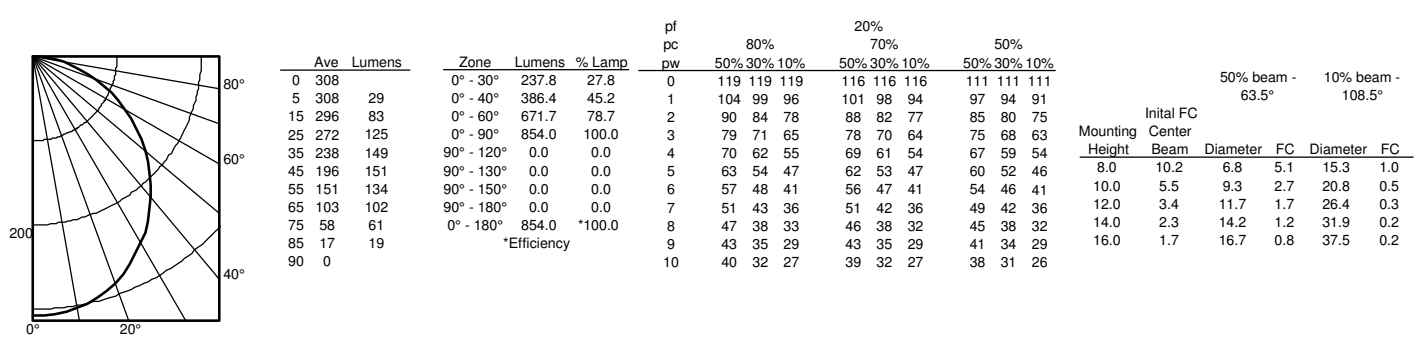 80°
60°
200
40°
0° 20°
Ave Lumens
0 308
5 308 29
15 296 83
25 272 125
35 238 149
45 196 151
55 151 134
65 103 102
75 58 61
85 17 19
90 0
Zone Lumens % Lamp
0° - 30° 237.8 27.8
0° - 40° 386.4 45.2
0° - 60° 671.7 78.7
0° - 90° 854.0 100.0
90° - 120° 0.0 0.0
90° - 130° 0.0 0.0
90° - 150° 0.0 0.0
90° - 180° 0.0 0.0
0° - 180° 854.0 *100.0
*Efficiency
pf 20%
pc 80% 70% 50%
pw 50% 30% 10% 50% 30% 10% 50% 30% 10%
0 119 119 119 116 116 116 111 111 111
1 104 99 96 101 98 94 97 94 91
2 90 84 78 88 82 77 85 80 75
3 79 71 65 78 70 64 75 68 63
4 70 62 55 69 61 54 67 59 54
5 63 54 47 62 53 47 60 52 46
6 57 48 41 56 47 41 54 46 41
7 51 43 36 51 42 36 49 42 36
8 47 38 33 46 38 32 45 38 32
9 43 35 29 43 35 29 41 34 29
10 40 32 27 39 32 27 38 31 26
50% beam - 10% beam -
63.5° 108.5°
Inital FC
Mounting Center
Height Beam Diameter FC Diameter FC
8.0 10.2 6.8 5.1 15.3 1.0
10.0 5.5 9.3 2.7 20.8 0.5
12.0 3.4 11.7 1.7 26.4 0.3
14.0 2.3 14.2 1.2 31.9 0.2
16.0 1.7 16.7 0.8 37.5 0.2